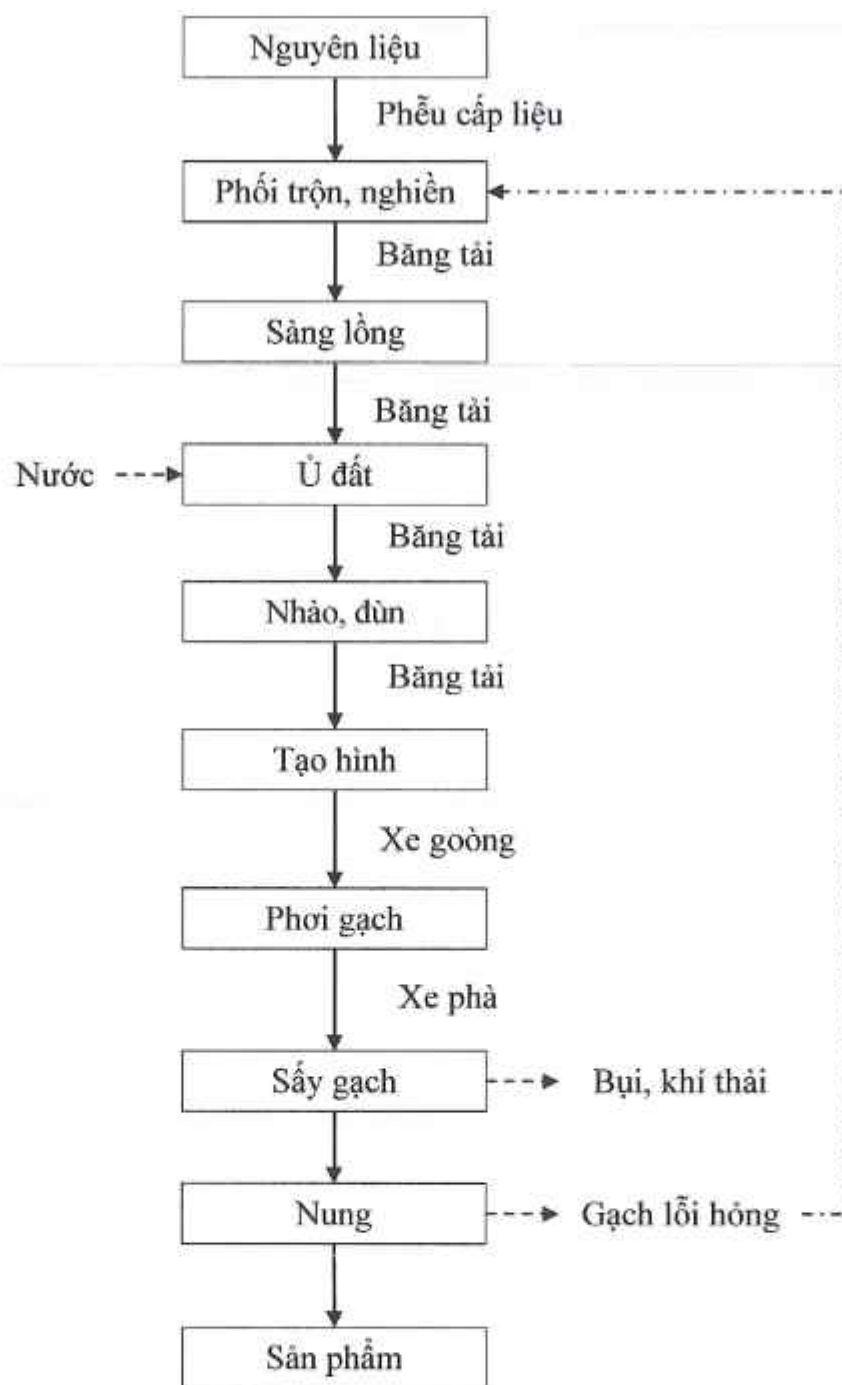 Nguyên liệu
Phễu cấp liệu
Phối trộn, nghiền
Băng tải
Sàng lồng
Băng tải
Nước
Ủ đất
Băng tải
Nhào, đùn
Băng tải
Tạo hình
Xe goòng
Phơi gạch
Xe phà
Sấy gạch
Bụi, khí thải
Nung
Gạch lỗi hỏng
Sản phẩm